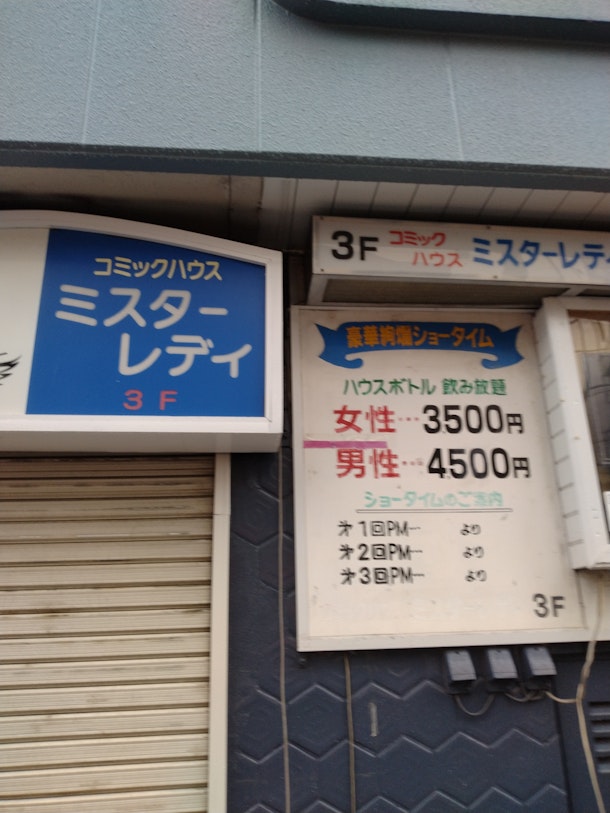 コミックハウス
ミスター
レディ
3F
3F コミック
ハウス ミスターレディ
豪華絢爛ショータイム
ハウスボトル 飲み放題
女性…3500円
男性…4500円
ショータイムのご案内
才1回PM… より
才2回PM… より
才3回PM… より
3F